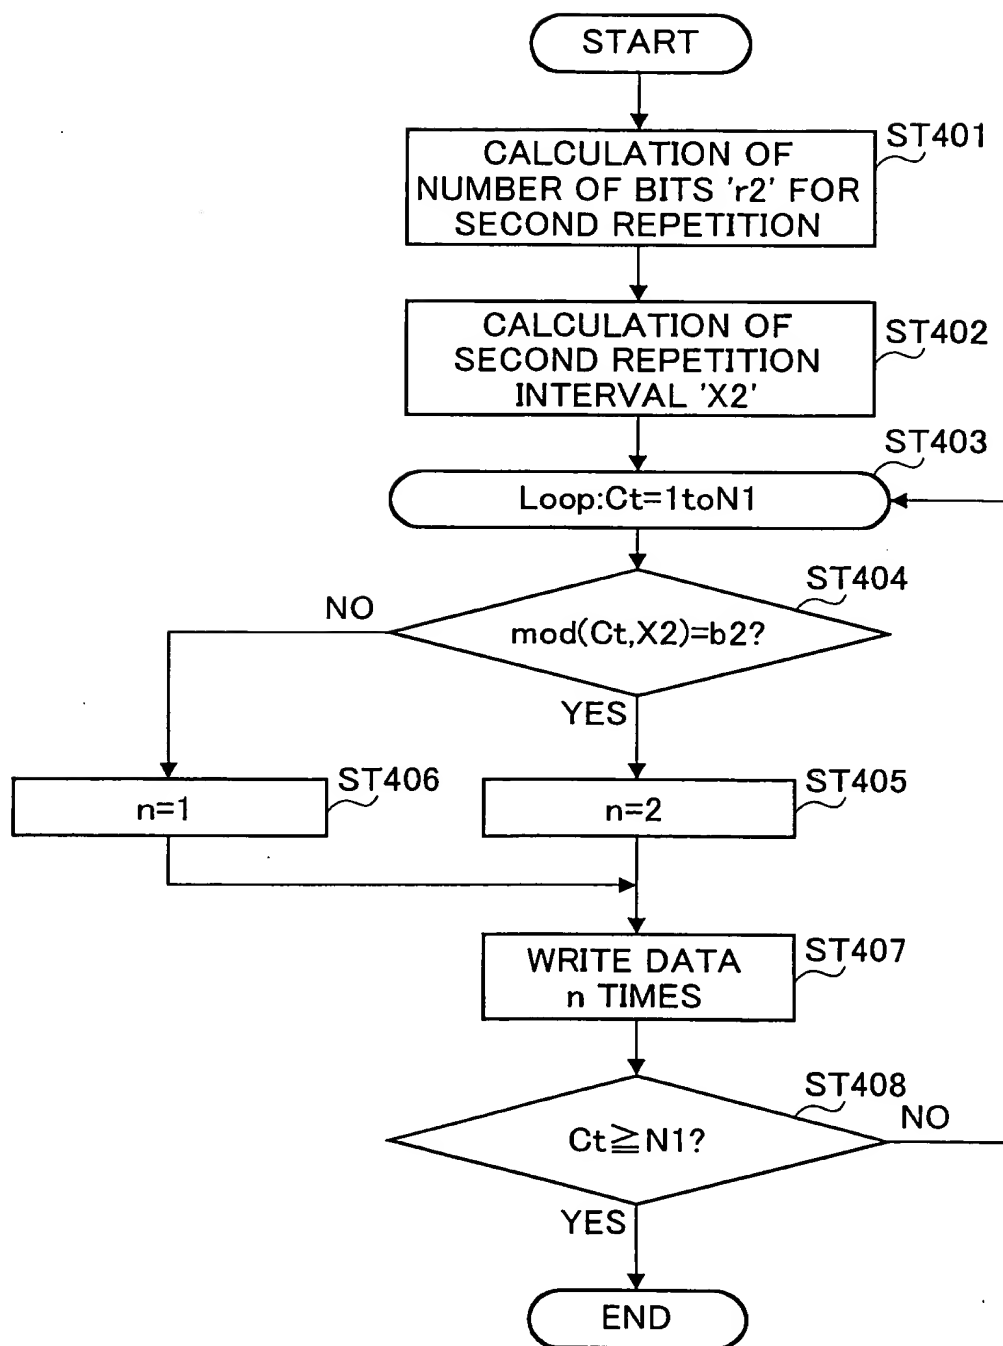 START
ST401
CALCULATION OF
NUMBER OF BITS 'r2' FOR
SECOND REPETITION
ST402
CALCULATION OF
SECOND REPETITION
INTERVAL 'X2'
ST403
Loop:Ct=1toN1
ST404
NO
mod(Ct,X2)=b2?
YES
ST406
n=1
ST405
n=2
ST407
WRITE DATA
n TIMES
ST408
NO
Ct≧N1?
YES
END